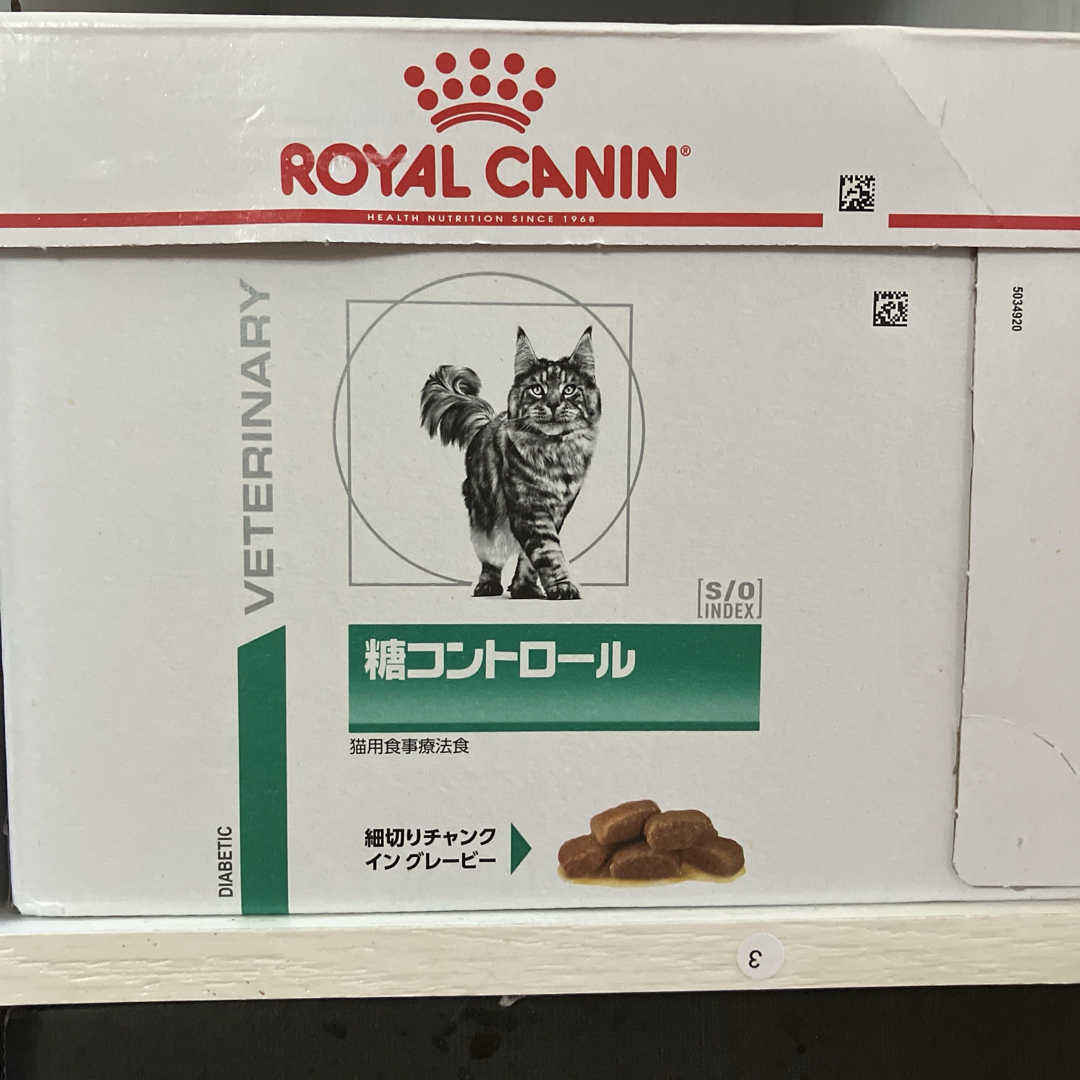 ROYAL CANIN®
HEALTH NUTRITION SINCE 1968
5034920
VETERINARY
S/O
INDEX
糖コントロール
猫用食事療法食
細切りチャンク
イン グレービー
DIABETIC
3